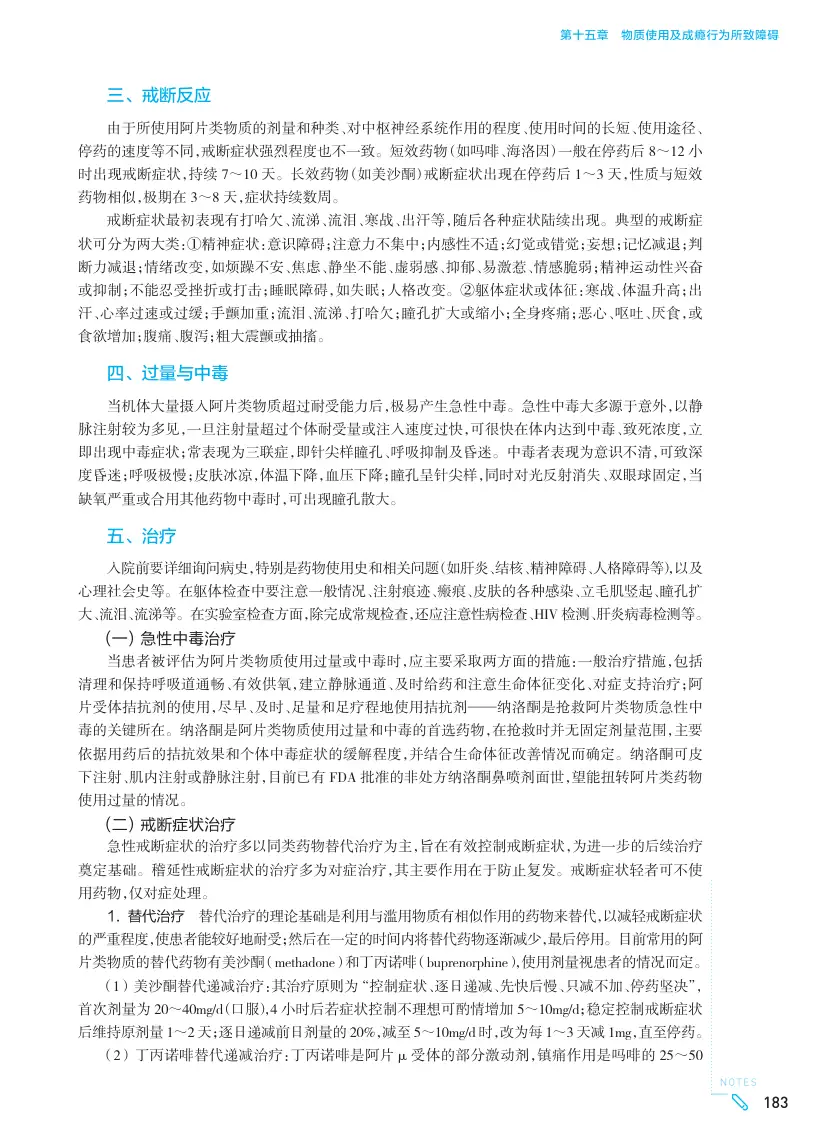 第十五章　物质使用及成瘾行为所致障碍
三、戒断反应
由于所使用阿片类物质的剂量和种类、对中枢神经系统作用的程度、使用时间的长短、使用途径、
停药的速度等不同，戒断症状强烈程度也不一致。短效药物（如吗啡、海洛因）一般在停药后 8～12 小
时出现戒断症状，持续 7～10 天。长效药物（如美沙酮）戒断症状出现在停药后 1～3 天，性质与短效
药物相似，极期在 3～8 天，症状持续数周。
戒断症状最初表现有打哈欠、流涕、流泪、寒战、出汗等，随后各种症状陆续出现。典型的戒断症
状可分为两大类：①精神症状：意识障碍；注意力不集中；内感性不适；幻觉或错觉；妄想；记忆减退；判
断力减退；情绪改变，如烦躁不安、焦虑、静坐不能、虚弱感、抑郁、易激惹、情感脆弱；精神运动性兴奋
或抑制；不能忍受挫折或打击；睡眠障碍，如失眠；人格改变。②躯体症状或体征：寒战、体温升高；出
汗、心率过速或过缓；手颤加重；流泪、流涕、打哈欠；瞳孔扩大或缩小；全身疼痛；恶心、呕吐、厌食，或
食欲增加；腹痛、腹泻；粗大震颤或抽搐。
四、过量与中毒
当机体大量摄入阿片类物质超过耐受能力后，极易产生急性中毒。急性中毒大多源于意外，以静
脉注射较为多见，一旦注射量超过个体耐受量或注入速度过快，可很快在体内达到中毒、致死浓度，立
即出现中毒症状；常表现为三联症，即针尖样瞳孔、呼吸抑制及昏迷。中毒者表现为意识不清，可致深
度昏迷；呼吸极慢；皮肤冰凉，体温下降，血压下降；瞳孔呈针尖样，同时对光反射消失、双眼球固定，当
缺氧严重或合用其他药物中毒时，可出现瞳孔散大。
五、治疗
入院前要详细询问病史，特别是药物使用史和相关问题（如肝炎、结核、精神障碍、人格障碍等），以及
心理社会史等。在躯体检查中要注意一般情况、注射痕迹、瘢痕、皮肤的各种感染、立毛肌竖起、瞳孔扩
大、流泪、流涕等。在实验室检查方面，除完成常规检查，还应注意性病检查、HIV 检测、肝炎病毒检测等。
（一）急性中毒治疗
当患者被评估为阿片类物质使用过量或中毒时，应主要采取两方面的措施：一般治疗措施，包括
清理和保持呼吸道通畅、有效供氧，建立静脉通道、及时给药和注意生命体征变化、对症支持治疗；阿
片受体拮抗剂的使用，尽早、及时、足量和足疗程地使用拮抗剂——纳洛酮是抢救阿片类物质急性中
毒的关键所在。纳洛酮是阿片类物质使用过量和中毒的首选药物，在抢救时并无固定剂量范围，主要
依据用药后的拮抗效果和个体中毒症状的缓解程度，并结合生命体征改善情况而确定。纳洛酮可皮
下注射、肌内注射或静脉注射，目前已有 FDA 批准的非处方纳洛酮鼻喷剂面世，望能扭转阿片类药物
使用过量的情况。
（二）戒断症状治疗
急性戒断症状的治疗多以同类药物替代治疗为主，旨在有效控制戒断症状，为进一步的后续治疗
奠定基础。稽延性戒断症状的治疗多为对症治疗，其主要作用在于防止复发。戒断症状轻者可不使
用药物，仅对症处理。
1. 替代治疗　替代治疗的理论基础是利用与滥用物质有相似作用的药物来替代，以减轻戒断症状
的严重程度，使患者能较好地耐受；然后在一定的时间内将替代药物逐渐减少，最后停用。目前常用的阿
片类物质的替代药物有美沙酮（methadone）和丁丙诺啡（buprenorphine），使用剂量视患者的情况而定。
（1）美沙酮替代递减治疗：其治疗原则为“控制症状、逐日递减、先快后慢、只减不加、停药坚决”，
首次剂量为 20～40mg/d（口服），4 小时后若症状控制不理想可酌情增加 5～10mg/d；稳定控制戒断症状
后维持原剂量 1～2 天；逐日递减前日剂量的 20%，减至 5～10mg/d 时，改为每 1～3 天减 1mg，直至停药。
（2）丁丙诺啡替代递减治疗：丁丙诺啡是阿片 μ 受体的部分激动剂，镇痛作用是吗啡的 25～50
NOTES
183